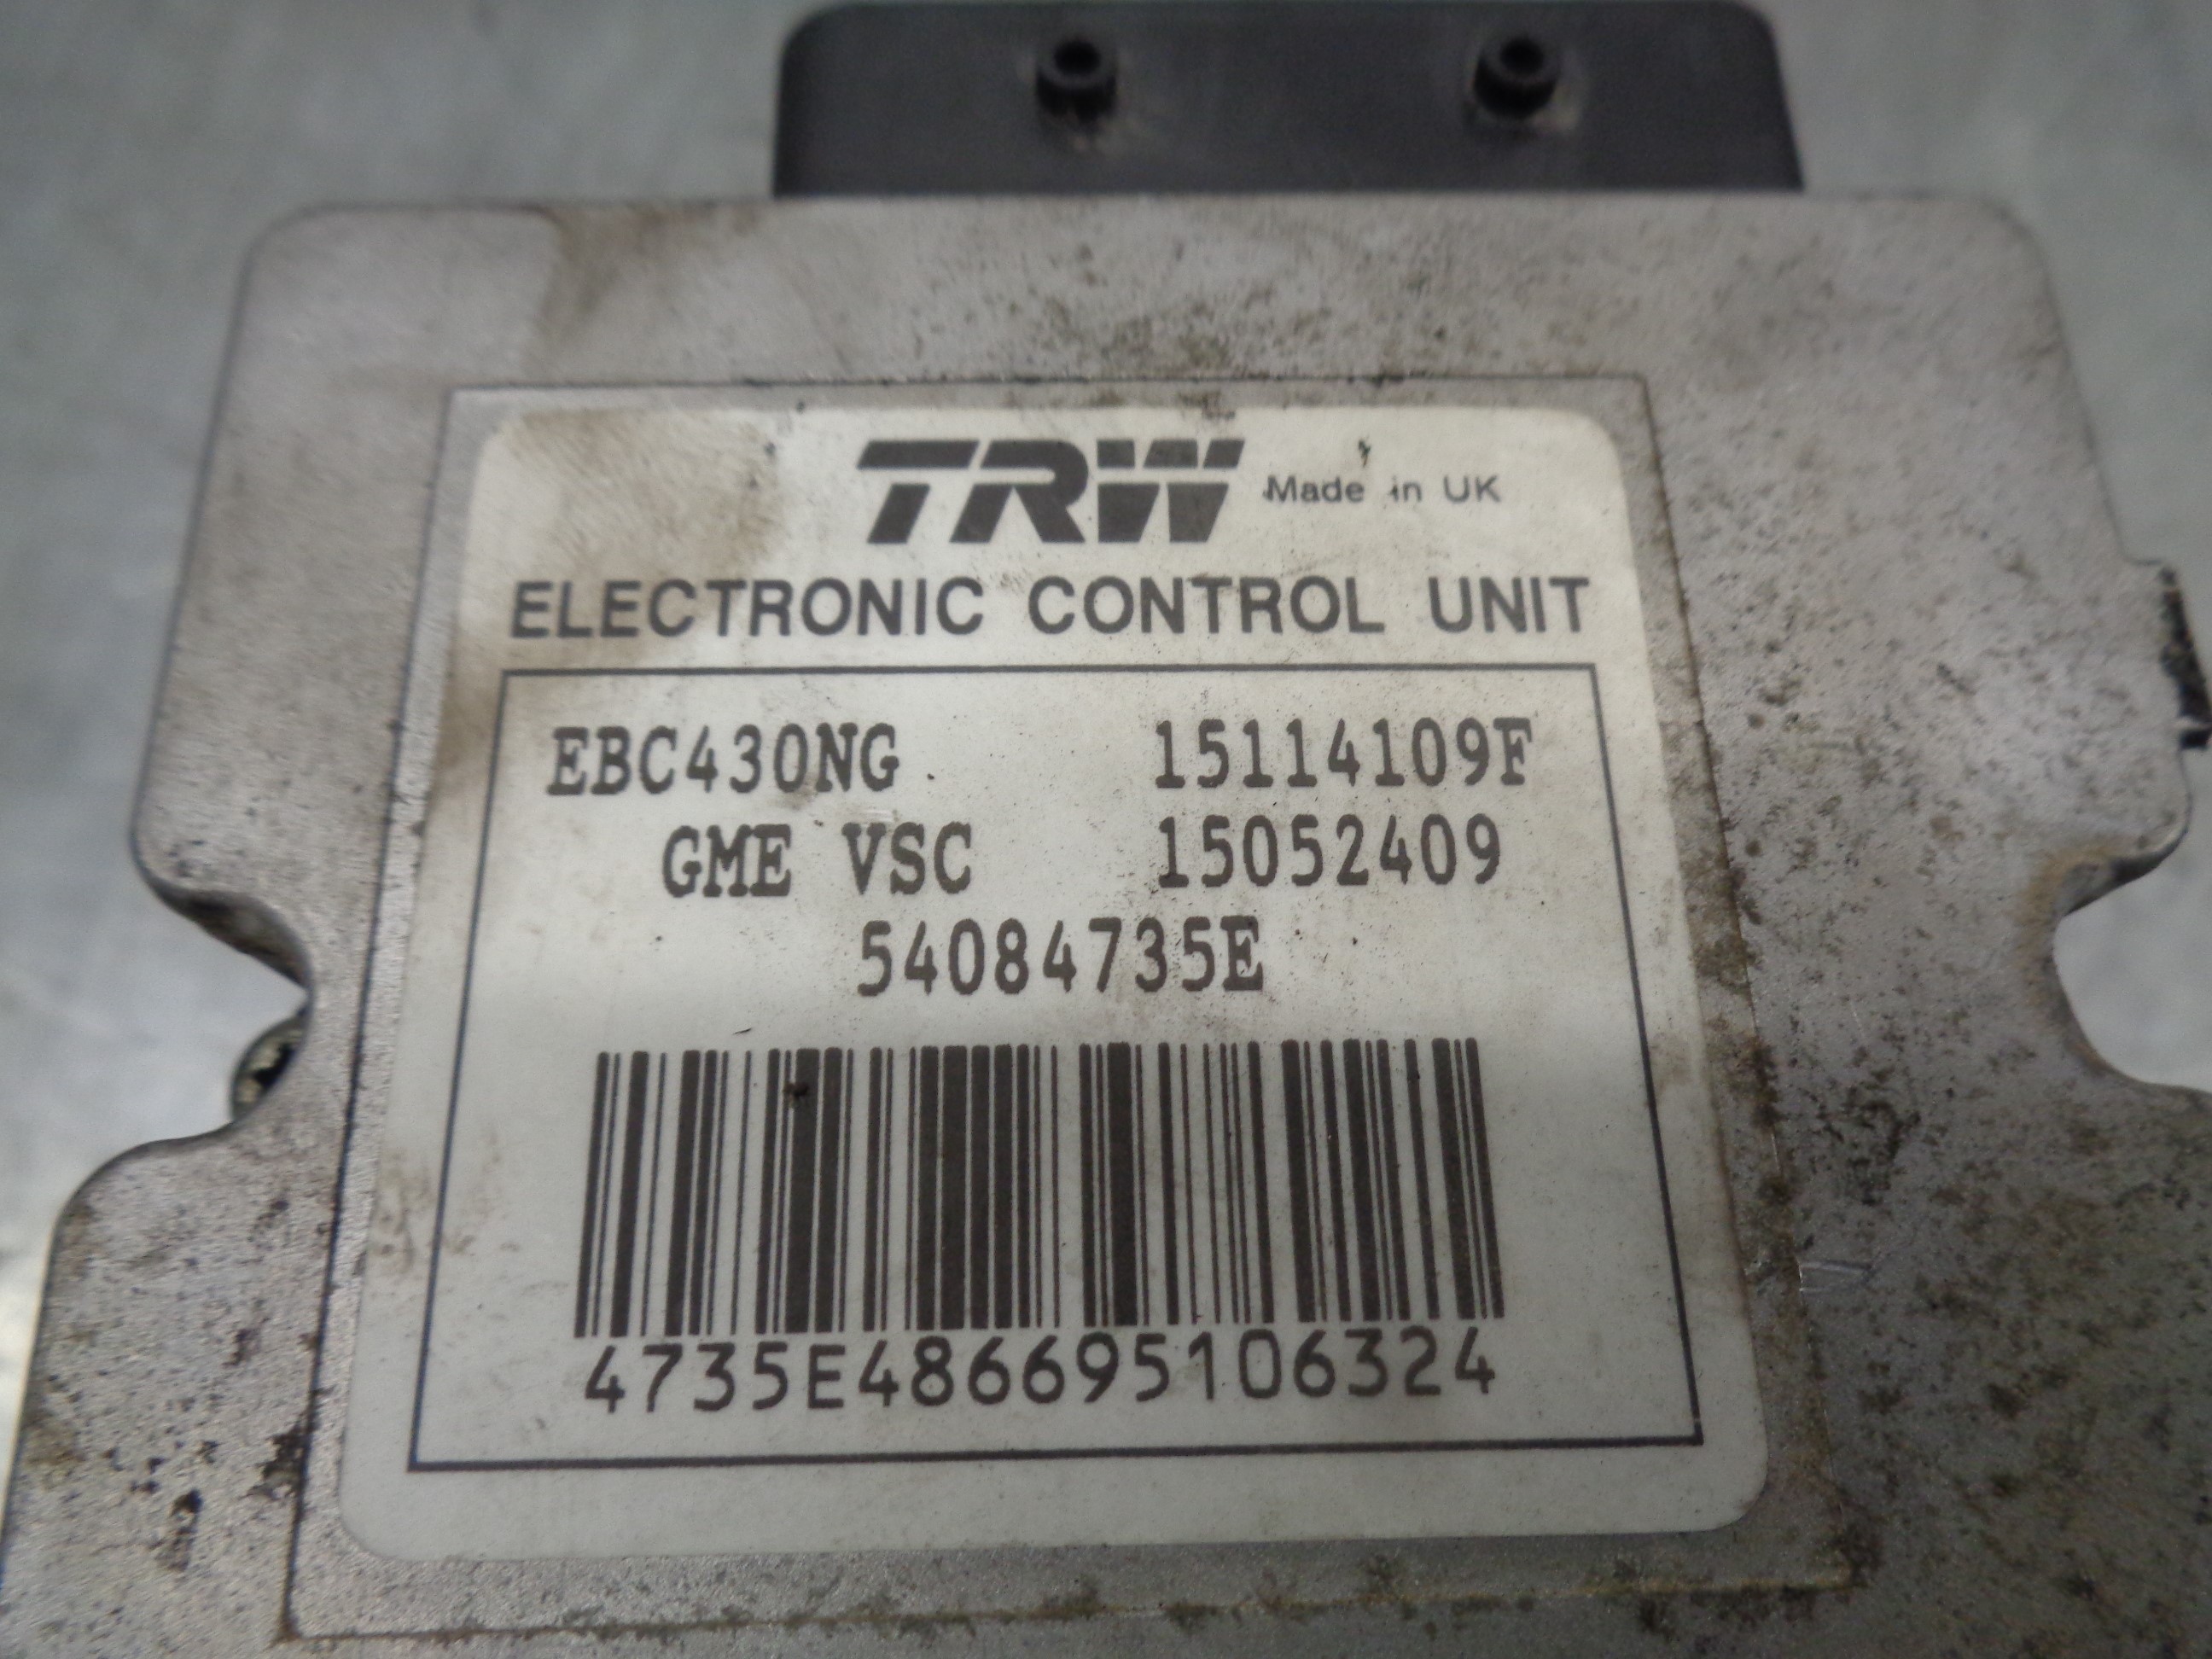 TRW Made in UK
ELECTRONIC CONTROL UNIT
EBC430NG 15114109F
GME VSC 15052409
54084735E
4735E486695106324